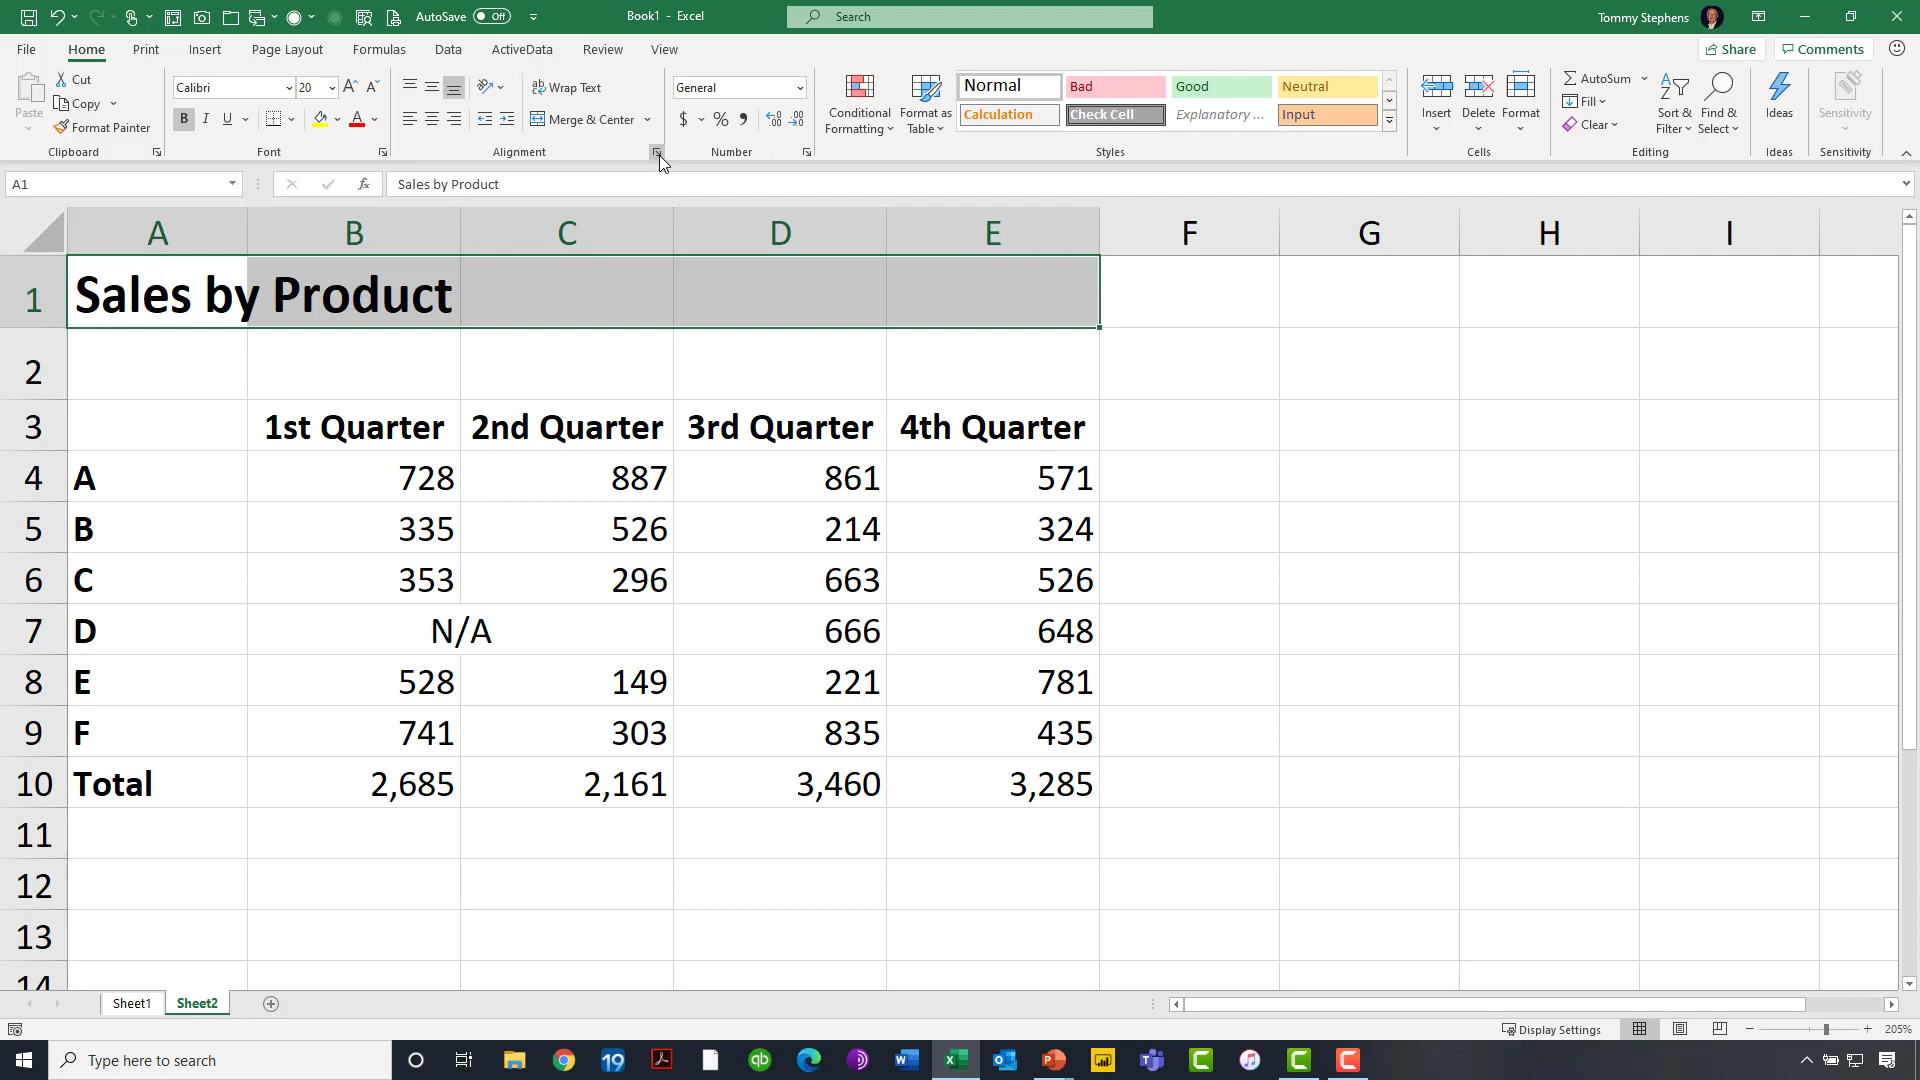 AutoSave Off
Book1 - Excel
Search
Tommy Stephens
File Home Print Insert Page Layout Formulas Data ActiveData Review View
Share Comments
Paste
Cut
Copy
Format Painter
Clipboard
Calibri 20
B I U
A A
Font
Wrap Text
Merge & Center
Alignment
General
$ % ,
Number
Conditional Formatting
Format as Table
Normal Bad Good Neutral
Calculation Check Cell Explanatory ... Input
Styles
Insert Delete Format
Cells
AutoSum
Fill
Clear
Sort & Filter
Find & Select
Editing
Ideas
Ideas
Sensitivity
Sensitivity
A1
fx
Sales by Product
A B C D E F G H I
1 Sales by Product
2
3 1st Quarter 2nd Quarter 3rd Quarter 4th Quarter
4 A 728 887 861 571
5 B 335 526 214 324
6 C 353 296 663 526
7 D N/A 666 648
8 E 528 149 221 781
9 F 741 303 835 435
10 Total 2,685 2,161 3,460 3,285
11
12
13
14
Sheet1 Sheet2
Display Settings
205%
Type here to search
19